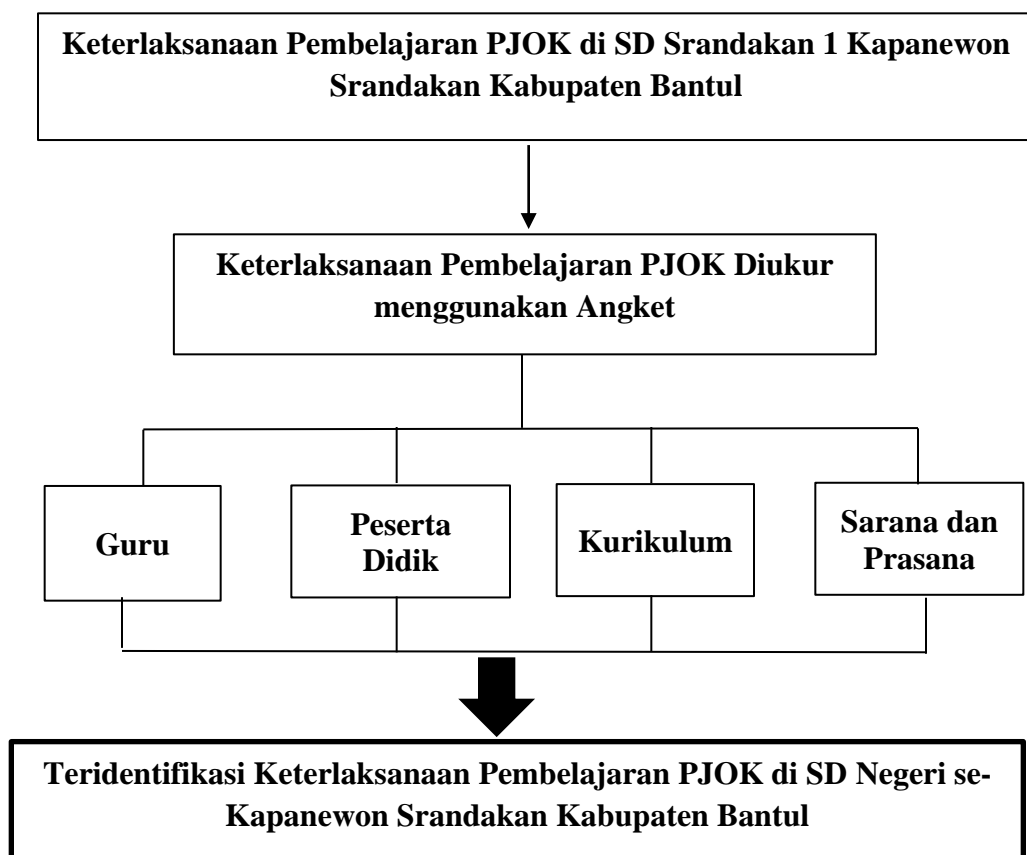 Keterlaksanaan Pembelajaran PJOK di SD Srandakan 1 Kapanewon
Srandakan Kabupaten Bantul
Keterlaksanaan Pembelajaran PJOK Diukur
menggunakan Angket
Guru
Peserta
Didik
Kurikulum
Sarana dan
Prasana
Teridentifikasi Keterlaksanaan Pembelajaran PJOK di SD Negeri se-
Kapanewon Srandakan Kabupaten Bantul